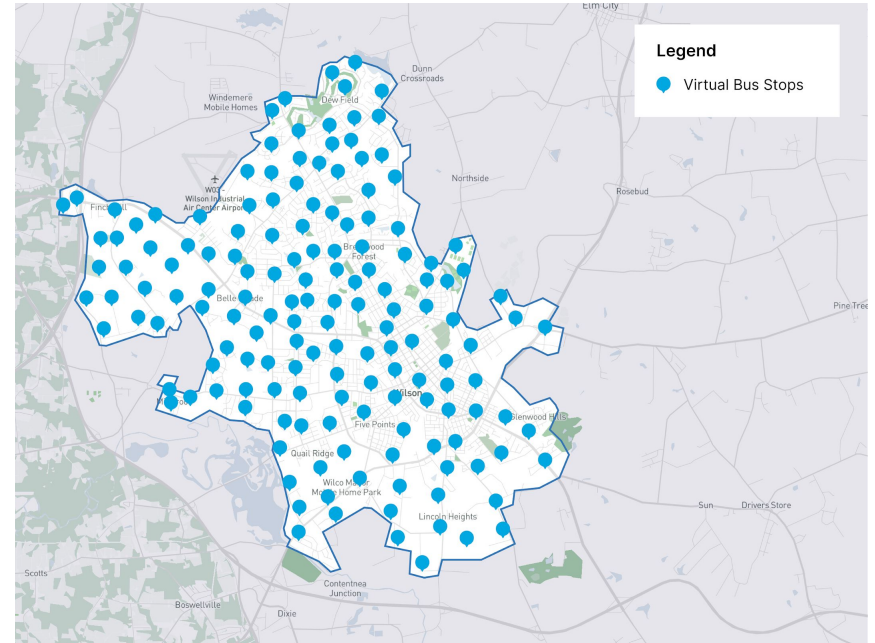 Elm City
Legend
Virtual Bus Stops
Dunn
Crossroads
Windemere
Mobile Homes
Dew Field
Northside
W03 -
Wilson Industrial
Air Center Airport
Rosebud
Brentwood
Forest
Belle Meade
Pine Tree
Wilson
Glenwood Hills
Five Points
Quail Ridge
Wilco Manor
Mobile Home Park
Lincoln Heights
Sun
Drivers Store
Scotts
Contentnea
Junction
Boswellville
Dixie